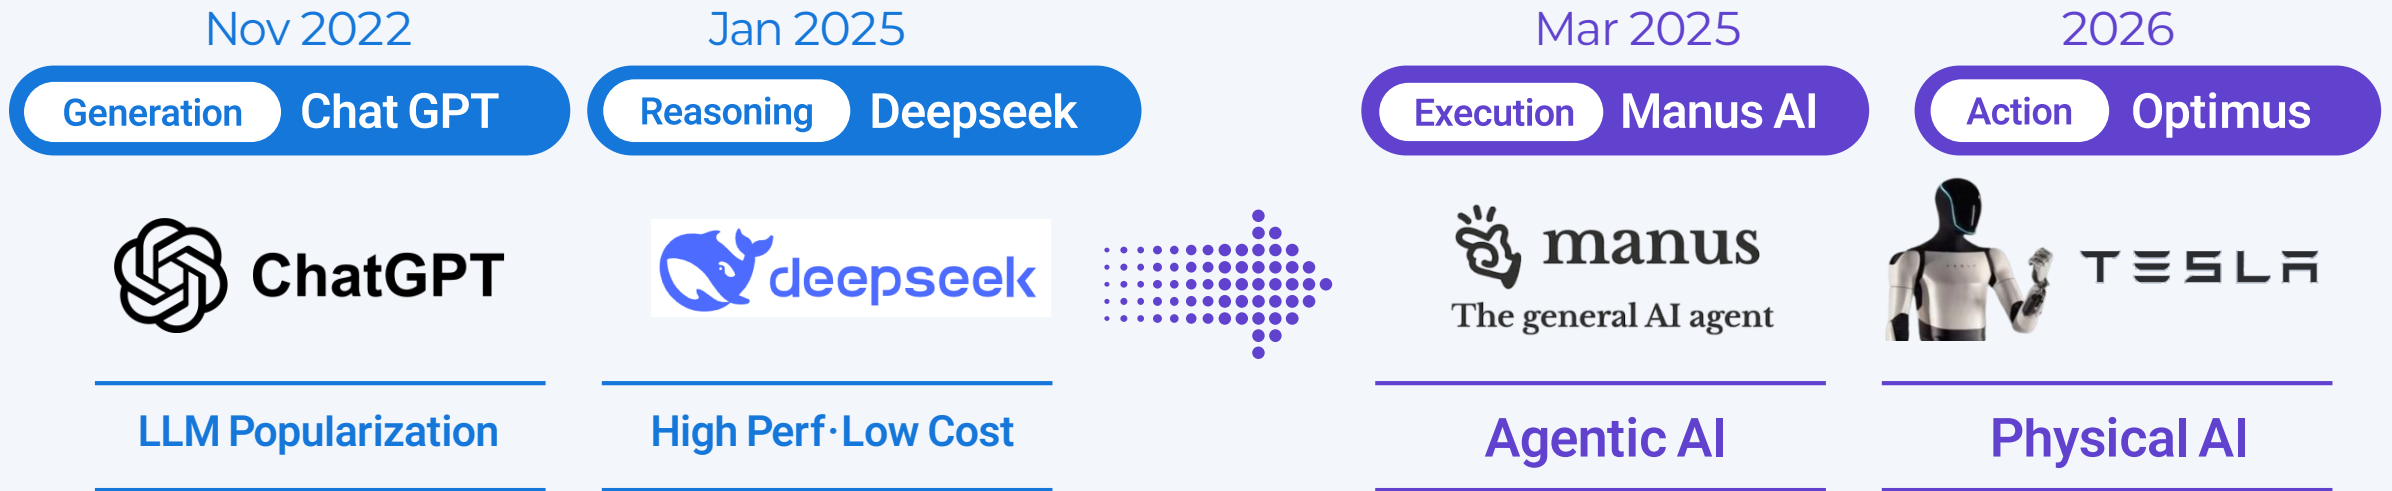 Nov 2022
Jan 2025
Mar 2025
2026
Generation Chat GPT
Reasoning Deepseek
Execution Manus AI
Action Optimus
ChatGPT
deepseek
manus
The general AI agent
TESLA
LLM Popularization
High Perf·Low Cost
Agentic AI
Physical AI